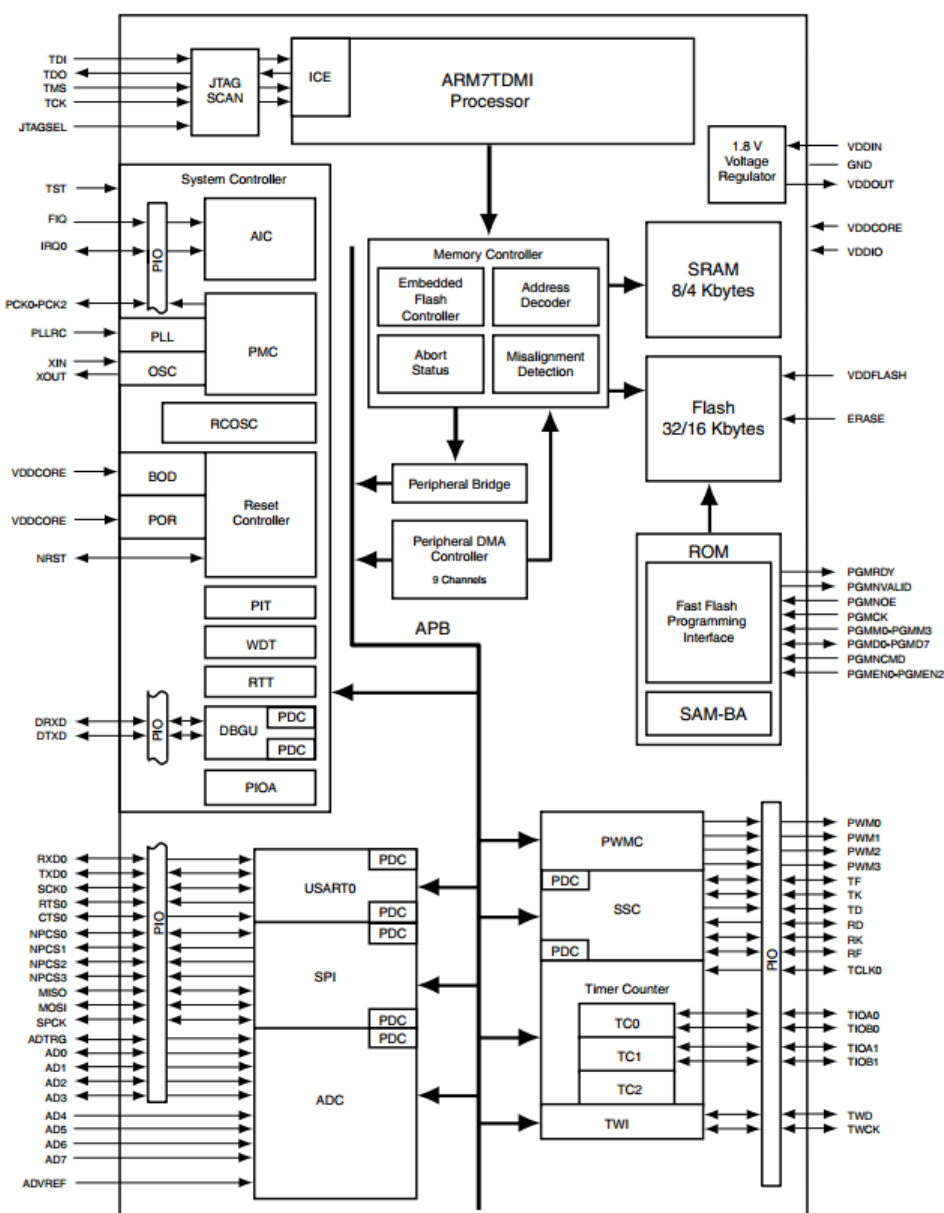 TDI
TDO
TMS
TCK
JTAGSEL
JTAG
SCAN
ICE
ARM7TDMI
Processor
1.8 V
Voltage
Regulator
VDDIN
GND
VDDOUT
VDDCORE
VDDIO
System Controller
TST
FIQ
IRQ0
PIO
AIC
PCK0-PCK2
PLLRC
PLL
PMC
XIN
XOUT
OSC
RCOSC
VDDCORE
BOD
VDDCORE
POR
Reset
Controller
NRST
PIT
WDT
RTT
DRXD
DTXD
PIO
DBGU
PDC
PDC
PIOA
Memory Controller
Embedded
Flash
Controller
Address
Decoder
Abort
Status
Misalignment
Detection
SRAM
8/4 Kbytes
Flash
32/16 Kbytes
VDDFLASH
ERASE
Peripheral Bridge
Peripheral DMA
Controller
9 Channels
APB
ROM
Fast Flash
Programming
Interface
SAM-BA
PGMRDY
PGMNVALID
PGMNOE
PGMCK
PGMM0-PGMM3
PGMD0-PGMD7
PGMNCMD
PGMEN0-PGMEN2
RXD0
TXD0
SCK0
RTS0
CTS0
NPCS0
NPCS1
NPCS2
NPCS3
MISO
MOSI
SPCK
ADTRG
AD0
AD1
AD2
AD3
AD4
AD5
AD6
AD7
ADVREF
PIO
PDC
USART0
PDC
PDC
SPI
PDC
PDC
ADC
PWMC
PDC
SSC
PDC
Timer Counter
TC0
TC1
TC2
TWI
PIO
PWM0
PWM1
PWM2
PWM3
TF
TK
TD
RD
RK
RF
TCLK0
TIOA0
TIOB0
TIOA1
TIOB1
TWD
TWCK